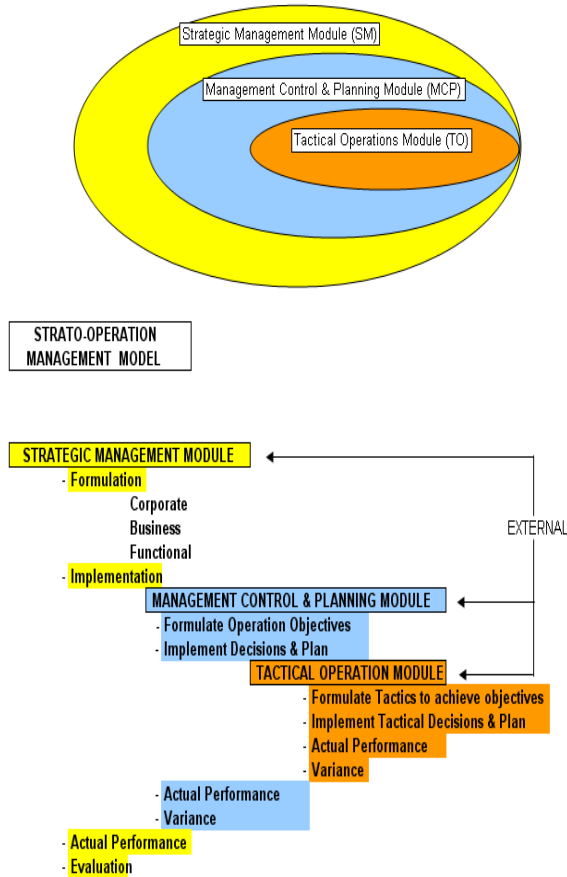 Strategic Management Module (SM)
Management Control & Planning Module (MCP)
Tactical Operations Module (TO)
STRATO-OPERATION
MANAGEMENT MODEL
STRATEGIC MANAGEMENT MODULE
- Formulation
Corporate
Business
Functional
EXTERNAL
- Implementation
MANAGEMENT CONTROL & PLANNING MODULE
- Formulate Operation Objectives
- Implement Decisions & Plan
TACTICAL OPERATION MODULE
- Formulate Tactics to achieve objectives
- Implement Tactical Decisions & Plan
- Actual Performance
- Variance
- Actual Performance
- Variance
- Actual Performance
- Evaluation